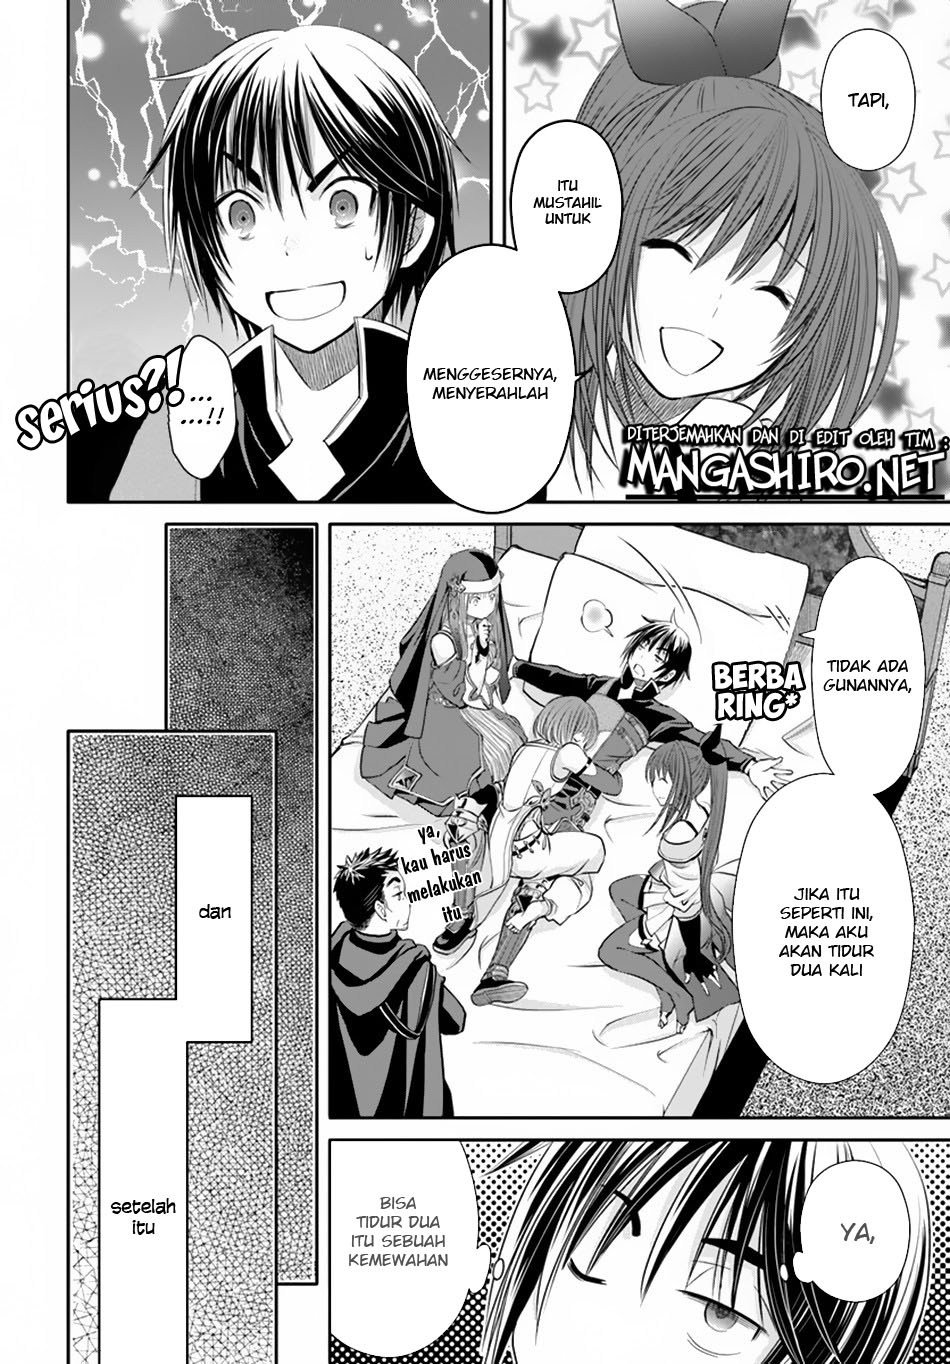 TAPI,
ITU
MUSTAHIL
UNTUK
MENGGESERNYA,
MENYERAHLAH
serius?!
...
...!!
DITERJEMAHKAN DAN DI EDIT OLEH TIM :
MANGASHIRO.NET
TIDAK ADA
GUNANNYA,
BERBA
RING*
JIKA ITU
SEPERTI INI,
MAKA AKU
AKAN TIDUR
DUA KALI
ya,
kau harus
melakukan
itu..
dan
setelah
itu
YA,
BISA
TIDUR DUA
ITU SEBUAH
KEMEWAHAN